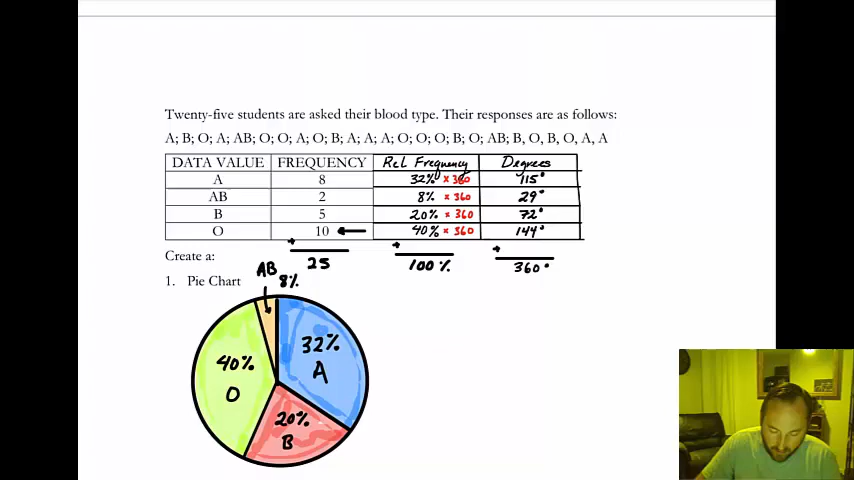 Twenty-five students are asked their blood type. Their responses are as follows:
A; B; O; A; AB; O; O; A; O; B; A; A; A; O; O; O; B; O; AB; B, O, B, O, A, A
DATA VALUE FREQUENCY Rel Frequency Degrees
A 8 32% × 360 115°
AB 2 8% × 360 29°
B 5 20% × 360 72°
O 10 40% × 360 144°
+ 25 + 100% + 360°
Create a:
1. Pie Chart
AB 8%
32% A
40% O
20% B